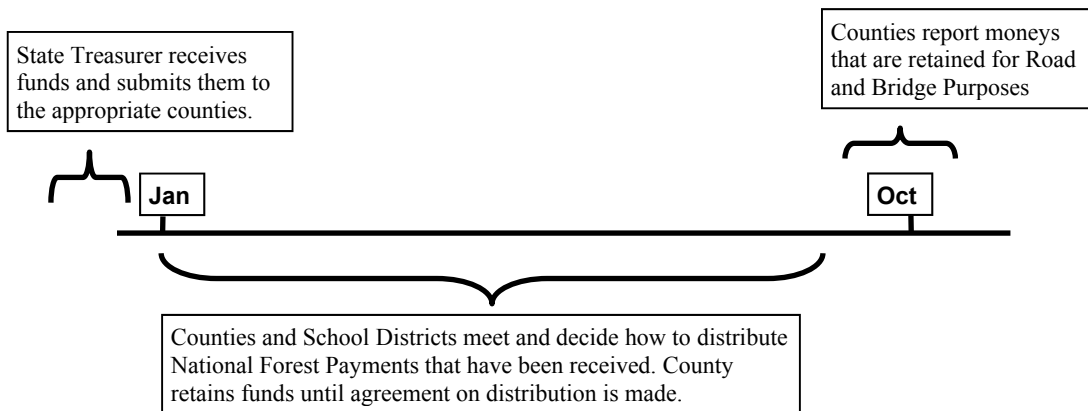 State Treasurer receives
funds and submits them to
the appropriate counties.
Counties report moneys
that are retained for Road
and Bridge Purposes
Jan
Oct
Counties and School Districts meet and decide how to distribute
National Forest Payments that have been received. County
retains funds until agreement on distribution is made.